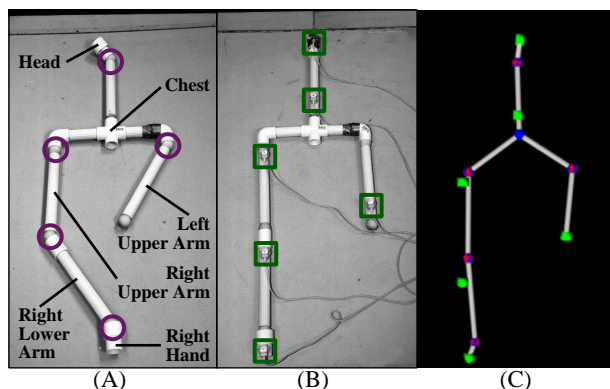 Head
Chest
Left
Upper Arm
Right
Upper Arm
Right
Lower
Arm
Right
Hand
(A)
(B)
(C)